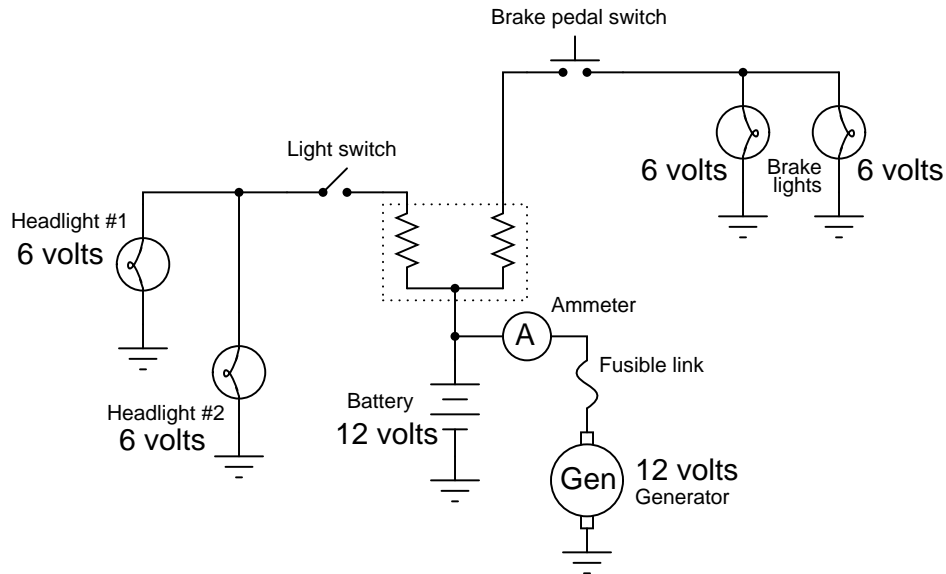 Brake pedal switch
Light switch
6 volts
Brake
lights
6 volts
Headlight #1
6 volts
Ammeter
A
Fusible link
Headlight #2
6 volts
Battery
12 volts
Gen
12 volts
Generator